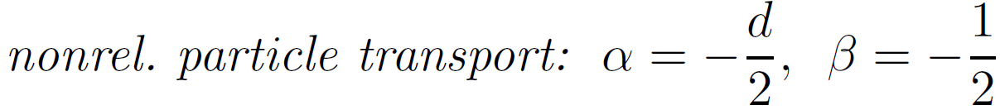 nonrel. particle transport: α = −d/2, β = −1/2